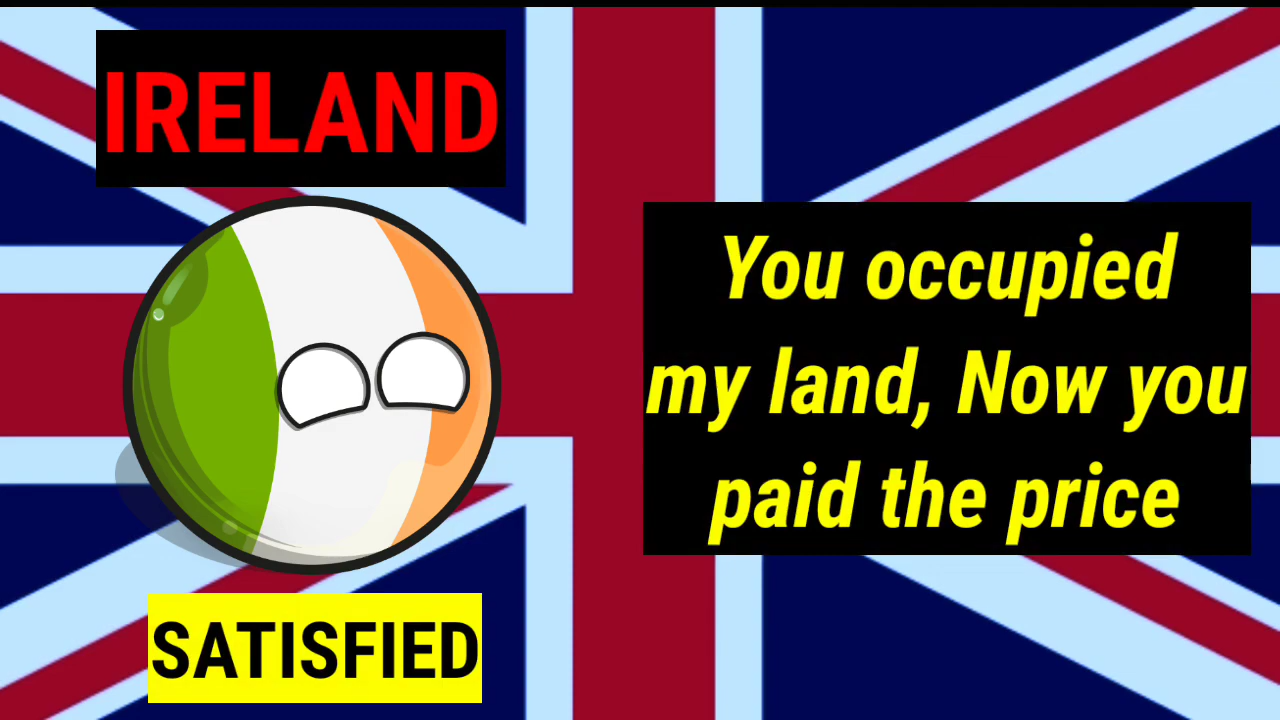 IRELAND
You occupied
my land, Now you
paid the price
SATISFIED